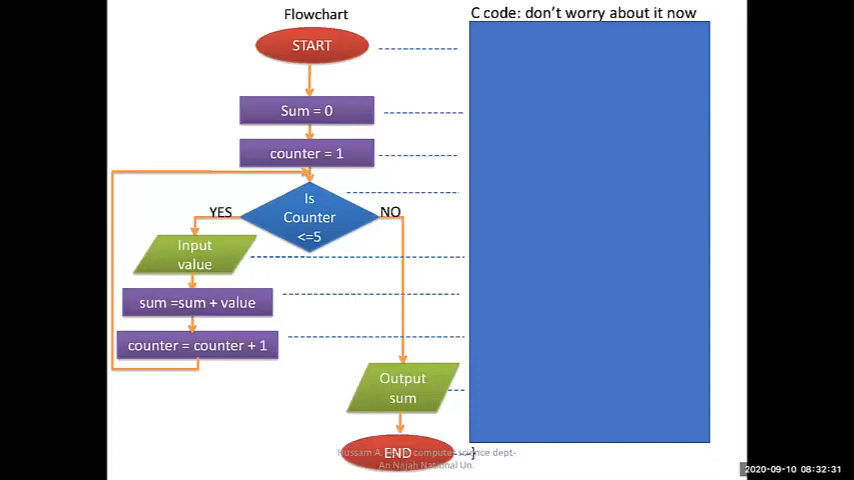 Flowchart
C code: don't worry about it now
START
Sum = 0
counter = 1
Is
Counter
<=5
YES
NO
Input
value
sum =sum + value
counter = counter + 1
Output
sum
END
}
Hussam A. computer science dept-
An Najah National Un.
2020-09-10 08:32:31